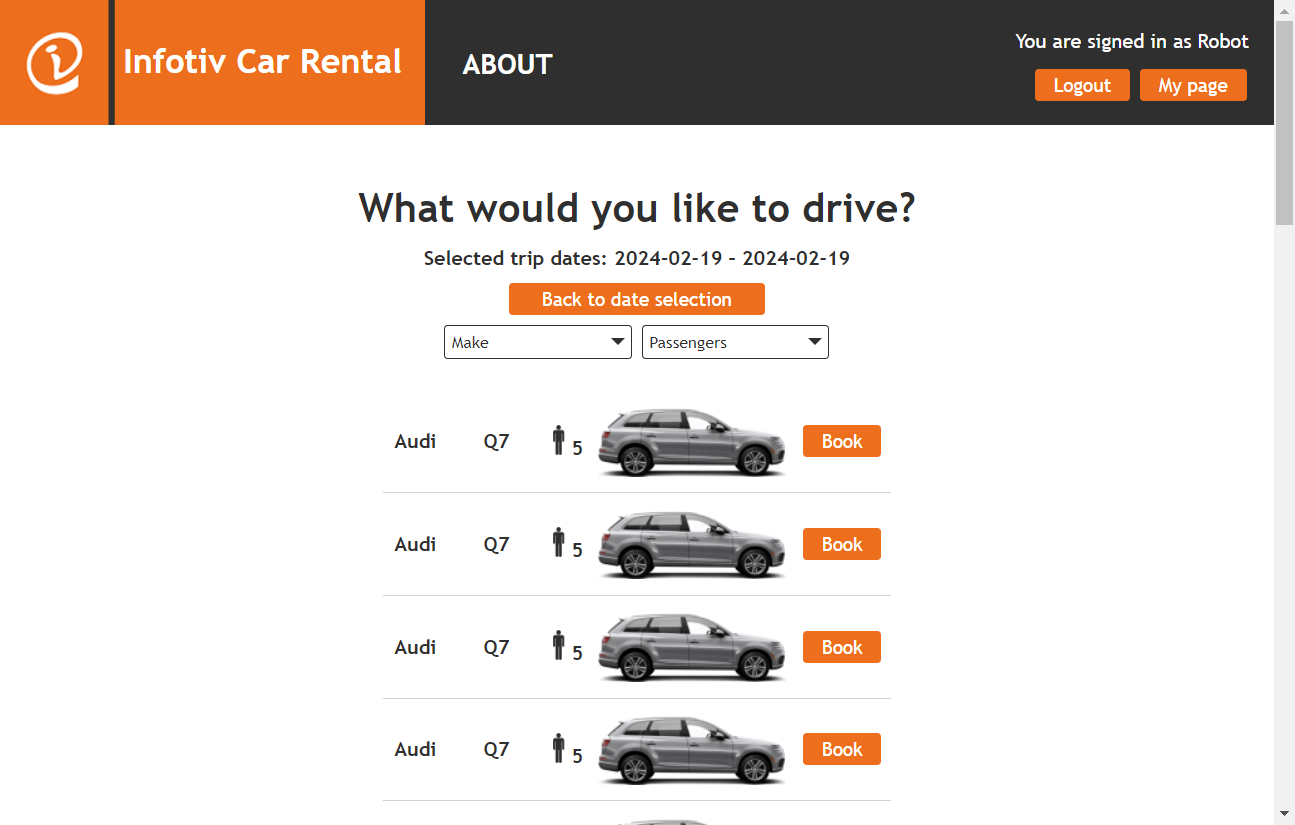 Infotiv Car Rental
ABOUT
You are signed in as Robot
Logout
My page
What would you like to drive?
Selected trip dates: 2024-02-19 – 2024-02-19
Back to date selection
Make
Passengers
Audi Q7 5 Book
Audi Q7 5 Book
Audi Q7 5 Book
Audi Q7 5 Book